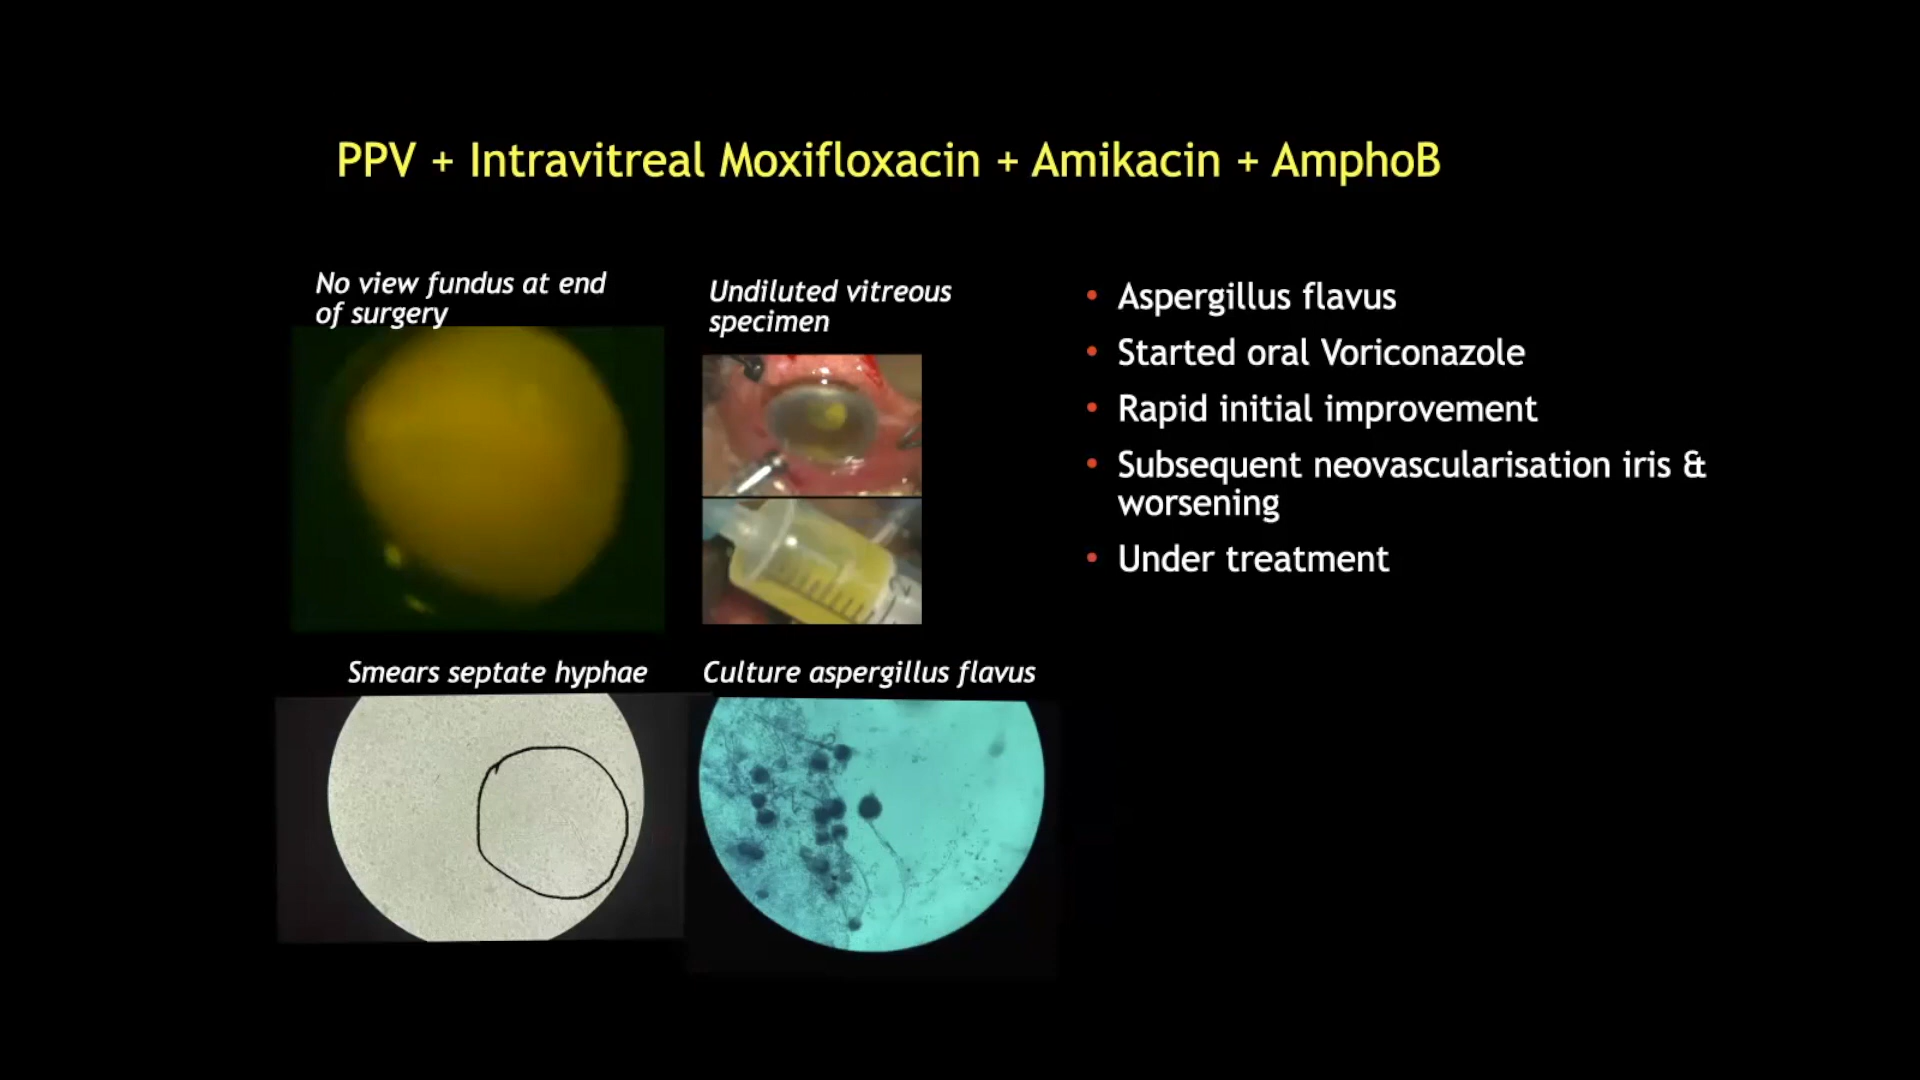 PPV + Intravitreal Moxifloxacin + Amikacin + AmphoB
No view fundus at end
of surgery
Undiluted vitreous
specimen
• Aspergillus flavus
• Started oral Voriconazole
• Rapid initial improvement
• Subsequent neovascularisation iris &
worsening
• Under treatment
Smears septate hyphae
Culture aspergillus flavus